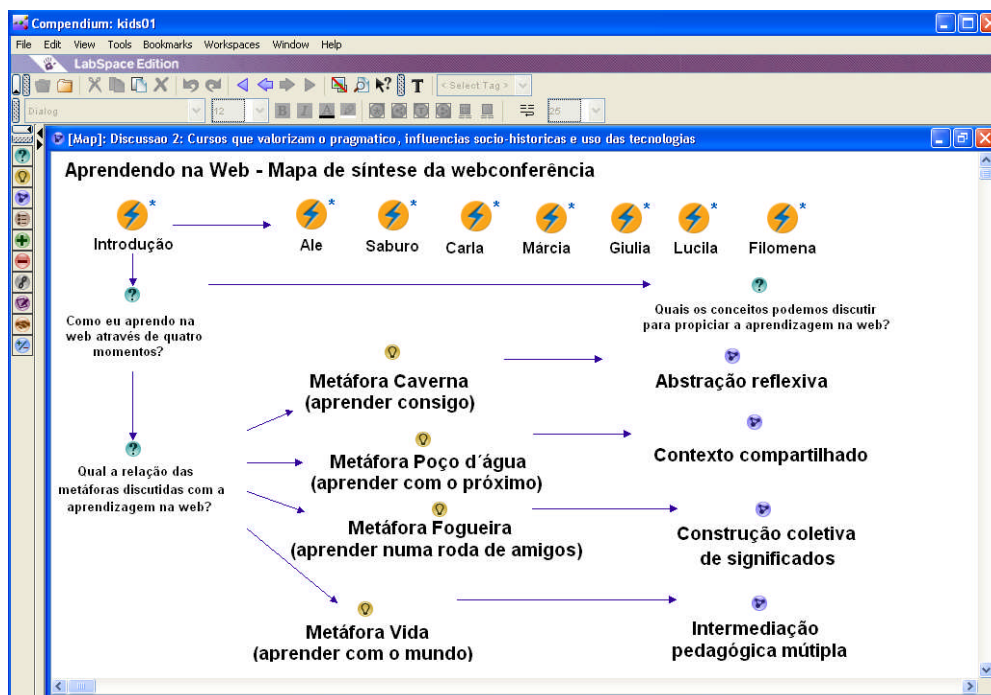 Compendium: kids01
File Edit View Tools Bookmarks Workspaces Window Help
LabSpace Edition
T < Select Tag >
Dialog 12 B I A 25
[Map]: Discussao 2: Cursos que valorizam o pragmatico, influencias socio-historicas e uso das tecnologias
Aprendendo na Web - Mapa de síntese da webconferência
Introdução Ale Saburo Carla Márcia Giulia Lucila Filomena
Como eu aprendo na
web através de quatro
momentos?
Quais os conceitos podemos discutir
para propiciar a aprendizagem na web?
Metáfora Caverna
(aprender consigo)
Abstração reflexiva
Qual a relação das
metáforas discutidas com a
aprendizagem na web?
Metáfora Poço d´água
(aprender com o próximo)
Contexto compartilhado
Metáfora Fogueira
(aprender numa roda de amigos)
Construção coletiva
de significados
Metáfora Vida
(aprender com o mundo)
Intermediação
pedagógica mútipla